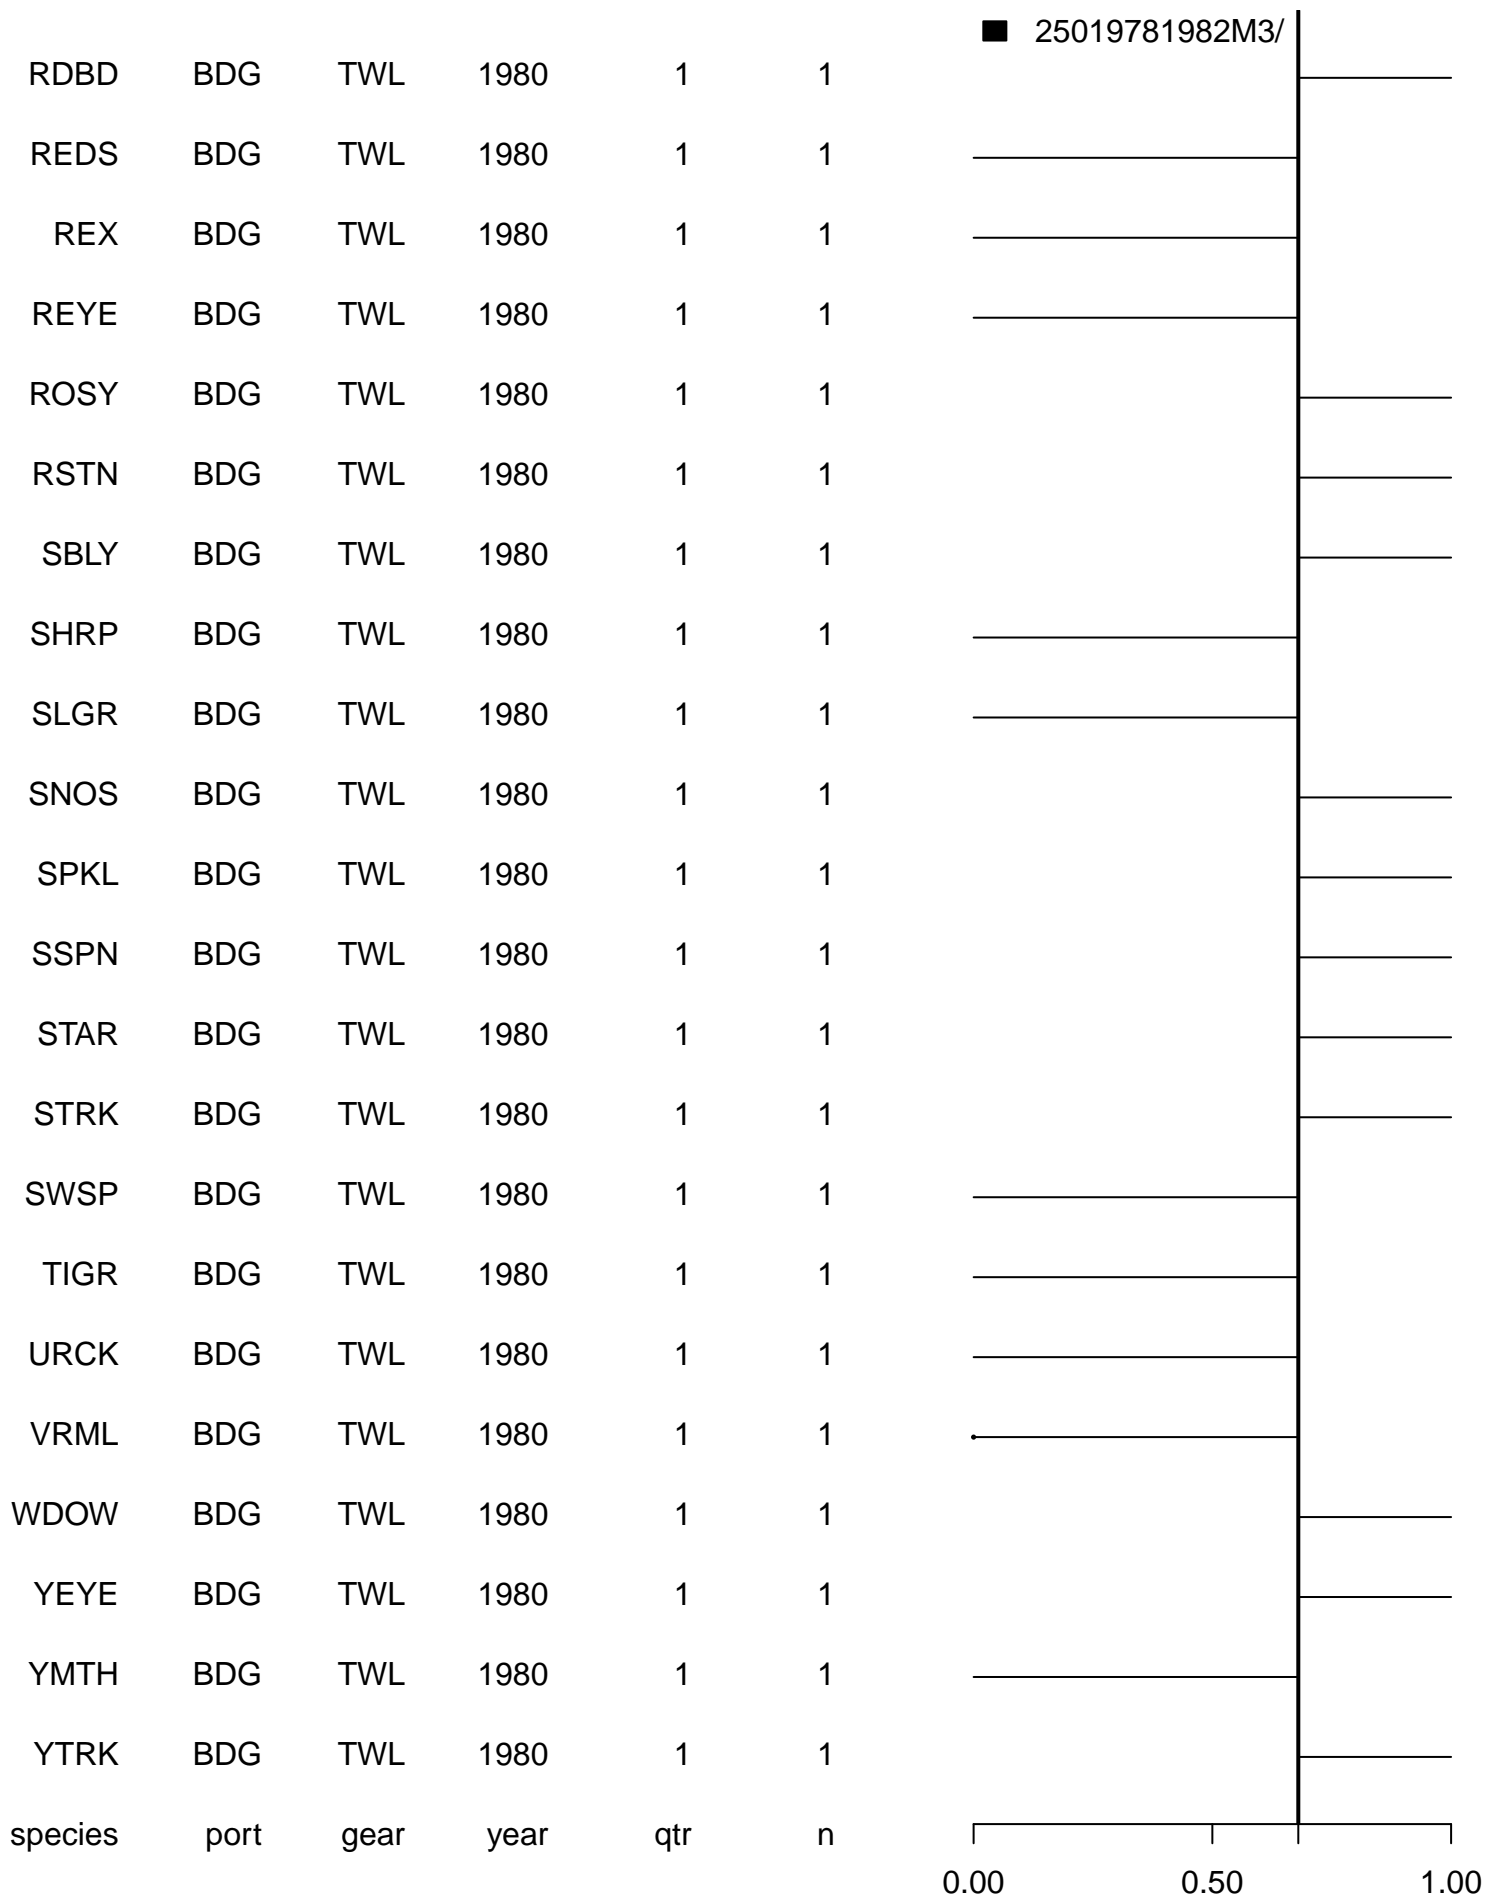 25019781982M3/
RDBD BDG TWL 1980 1 1
REDS BDG TWL 1980 1 1
REX BDG TWL 1980 1 1
REYE BDG TWL 1980 1 1
ROSY BDG TWL 1980 1 1
RSTN BDG TWL 1980 1 1
SBLY BDG TWL 1980 1 1
SHRP BDG TWL 1980 1 1
SLGR BDG TWL 1980 1 1
SNOS BDG TWL 1980 1 1
SPKL BDG TWL 1980 1 1
SSPN BDG TWL 1980 1 1
STAR BDG TWL 1980 1 1
STRK BDG TWL 1980 1 1
SWSP BDG TWL 1980 1 1
TIGR BDG TWL 1980 1 1
URCK BDG TWL 1980 1 1
VRML BDG TWL 1980 1 1
WDOW BDG TWL 1980 1 1
YEYE BDG TWL 1980 1 1
YMTH BDG TWL 1980 1 1
YTRK BDG TWL 1980 1 1
species port gear year qtr n
0.00 0.50 1.00